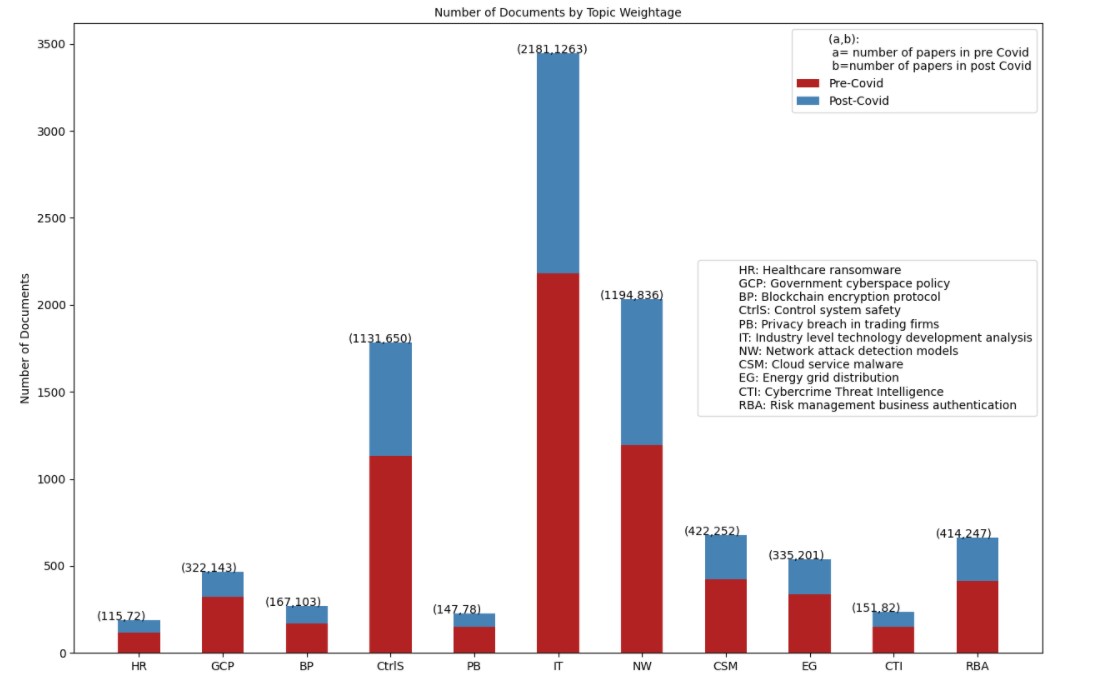 Number of Documents by Topic Weightage
(a,b):
a= number of papers in pre Covid
b=number of papers in post Covid
Pre-Covid
Post-Covid
HR: Healthcare ransomware
GCP: Government cyberspace policy
BP: Blockchain encryption protocol
CtrlS: Control system safety
PB: Privacy breach in trading firms
IT: Industry level technology development analysis
NW: Network attack detection models
CSM: Cloud service malware
EG: Energy grid distribution
CTI: Cybercrime Threat Intelligence
RBA: Risk management business authentication
Number of Documents
3500
3000
2500
2000
1500
1000
500
0
(115,72)
(322,143)
(167,103)
(1131,650)
(147,78)
(2181,1263)
(1194,836)
(422,252)
(335,201)
(151,82)
(414,247)
HR
GCP
BP
CtrlS
PB
IT
NW
CSM
EG
CTI
RBA